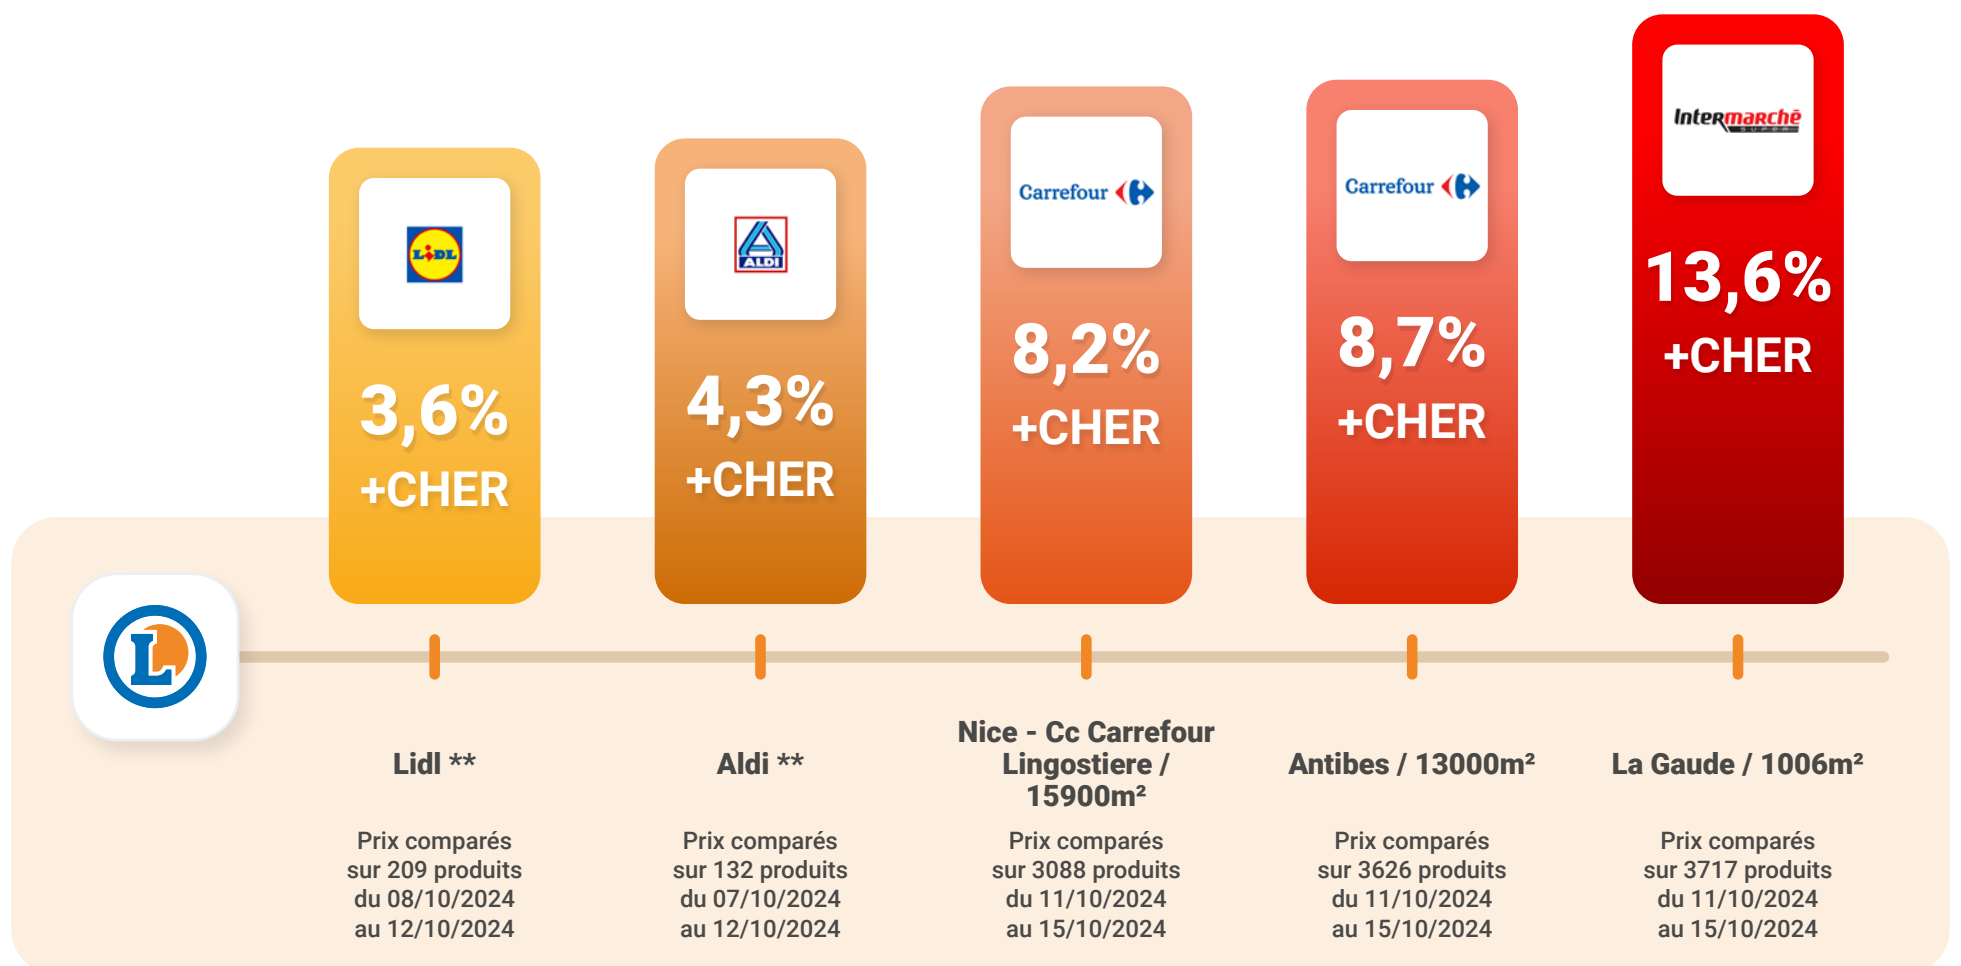 LIDL
3,6%
+CHER
ALDI
4,3%
+CHER
Carrefour
8,2%
+CHER
Carrefour
8,7%
+CHER
Intermarchē
SUPER
13,6%
+CHER
L
Lidl **
Prix comparés
sur 209 produits
du 08/10/2024
au 12/10/2024
Aldi **
Prix comparés
sur 132 produits
du 07/10/2024
au 12/10/2024
Nice - Cc Carrefour
Lingostiere /
15900m²
Prix comparés
sur 3088 produits
du 11/10/2024
au 15/10/2024
Antibes / 13000m²
Prix comparés
sur 3626 produits
du 11/10/2024
au 15/10/2024
La Gaude / 1006m²
Prix comparés
sur 3717 produits
du 11/10/2024
au 15/10/2024